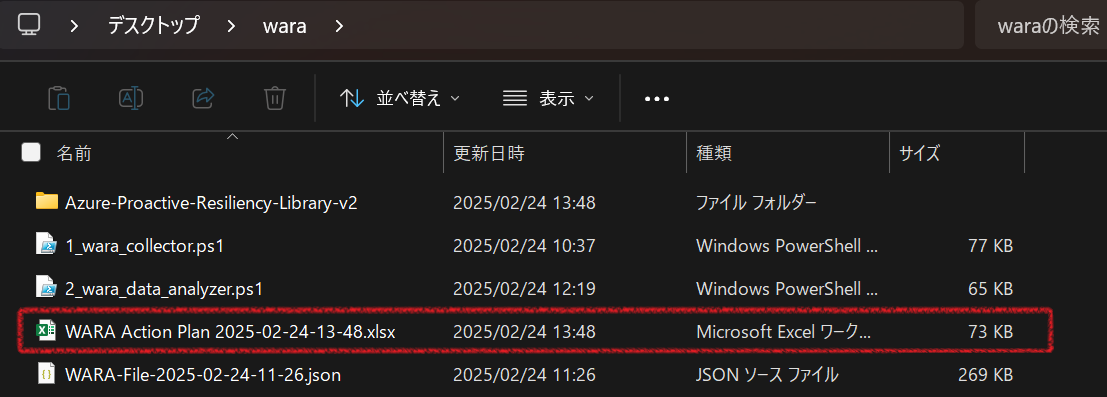 デスクトップ wara waraの検索
並べ替え 表示
名前 更新日時 種類 サイズ
Azure-Proactive-Resiliency-Library-v2 2025/02/24 13:48 ファイル フォルダー
1_wara_collector.ps1 2025/02/24 10:37 Windows PowerShell ... 77 KB
2_wara_data_analyzer.ps1 2025/02/24 12:19 Windows PowerShell ... 65 KB
WARA Action Plan 2025-02-24-13-48.xlsx 2025/02/24 13:48 Microsoft Excel ワーク... 73 KB
WARA-File-2025-02-24-11-26.json 2025/02/24 11:26 JSON ソース ファイル 269 KB